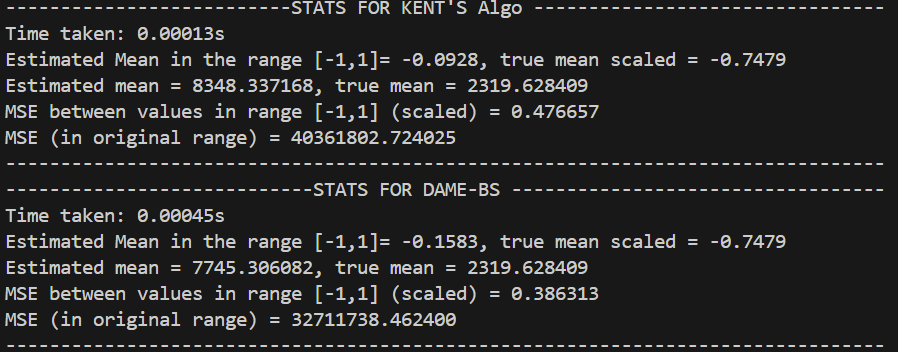 --------------------------STATS FOR KENT'S Algo --------------------------------
Time taken: 0.00013s
Estimated Mean in the range [-1,1]= -0.0928, true mean scaled = -0.7479
Estimated mean = 8348.337168, true mean = 2319.628409
MSE between values in range [-1,1] (scaled) = 0.476657
MSE (in original range) = 40361802.724025
--------------------------------------------------------------------------------
----------------------------STATS FOR DAME-BS ----------------------------------
Time taken: 0.00045s
Estimated Mean in the range [-1,1]= -0.1583, true mean scaled = -0.7479
Estimated mean = 7745.306082, true mean = 2319.628409
MSE between values in range [-1,1] (scaled) = 0.386313
MSE (in original range) = 32711738.462400
--------------------------------------------------------------------------------